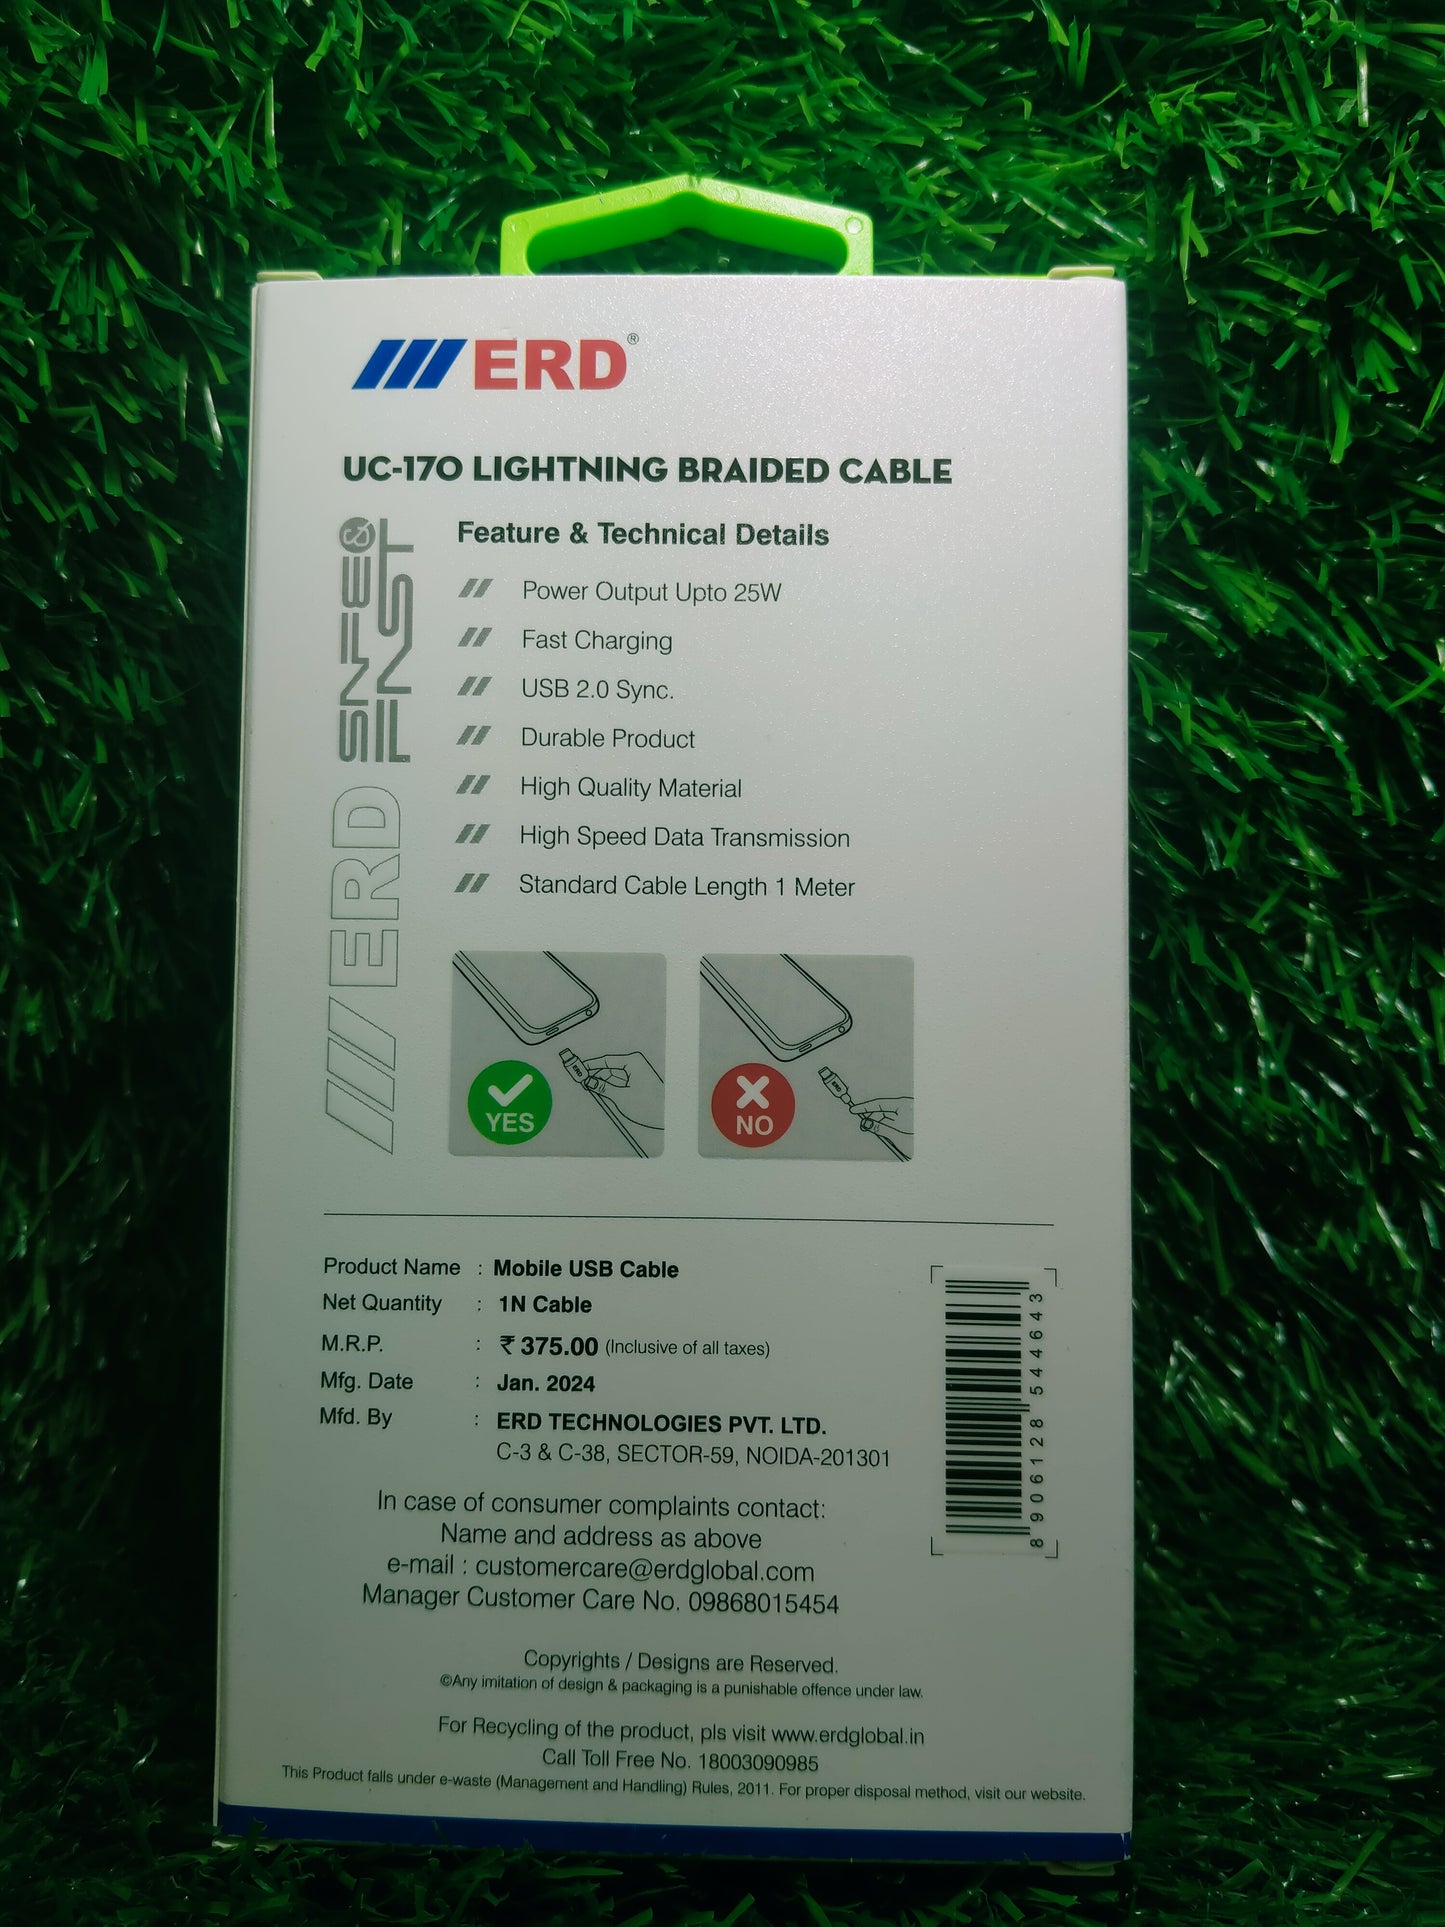 ERD®
UC-170 LIGHTNING BRAIDED CABLE
SAFE &
FAST
ERD
Feature & Technical Details
Power Output Upto 25W
Fast Charging
USB 2.0 Sync.
Durable Product
High Quality Material
High Speed Data Transmission
Standard Cable Length 1 Meter
ERD
YES
ERD
NO
Product Name : Mobile USB Cable
Net Quantity : 1N Cable
M.R.P. : ₹ 375.00 (Inclusive of all taxes)
Mfg. Date : Jan. 2024
Mfd. By : ERD TECHNOLOGIES PVT. LTD.
C-3 & C-38, SECTOR-59, NOIDA-201301
8906128544643
In case of consumer complaints contact:
Name and address as above
e-mail : customercare@erdglobal.com
Manager Customer Care No. 09868015454
Copyrights / Designs are Reserved.
©Any imitation of design & packaging is a punishable offence under law.
For Recycling of the product, pls visit www.erdglobal.in
Call Toll Free No. 18003090985
This Product falls under e-waste (Management and Handling) Rules, 2011. For proper disposal method, visit our website.